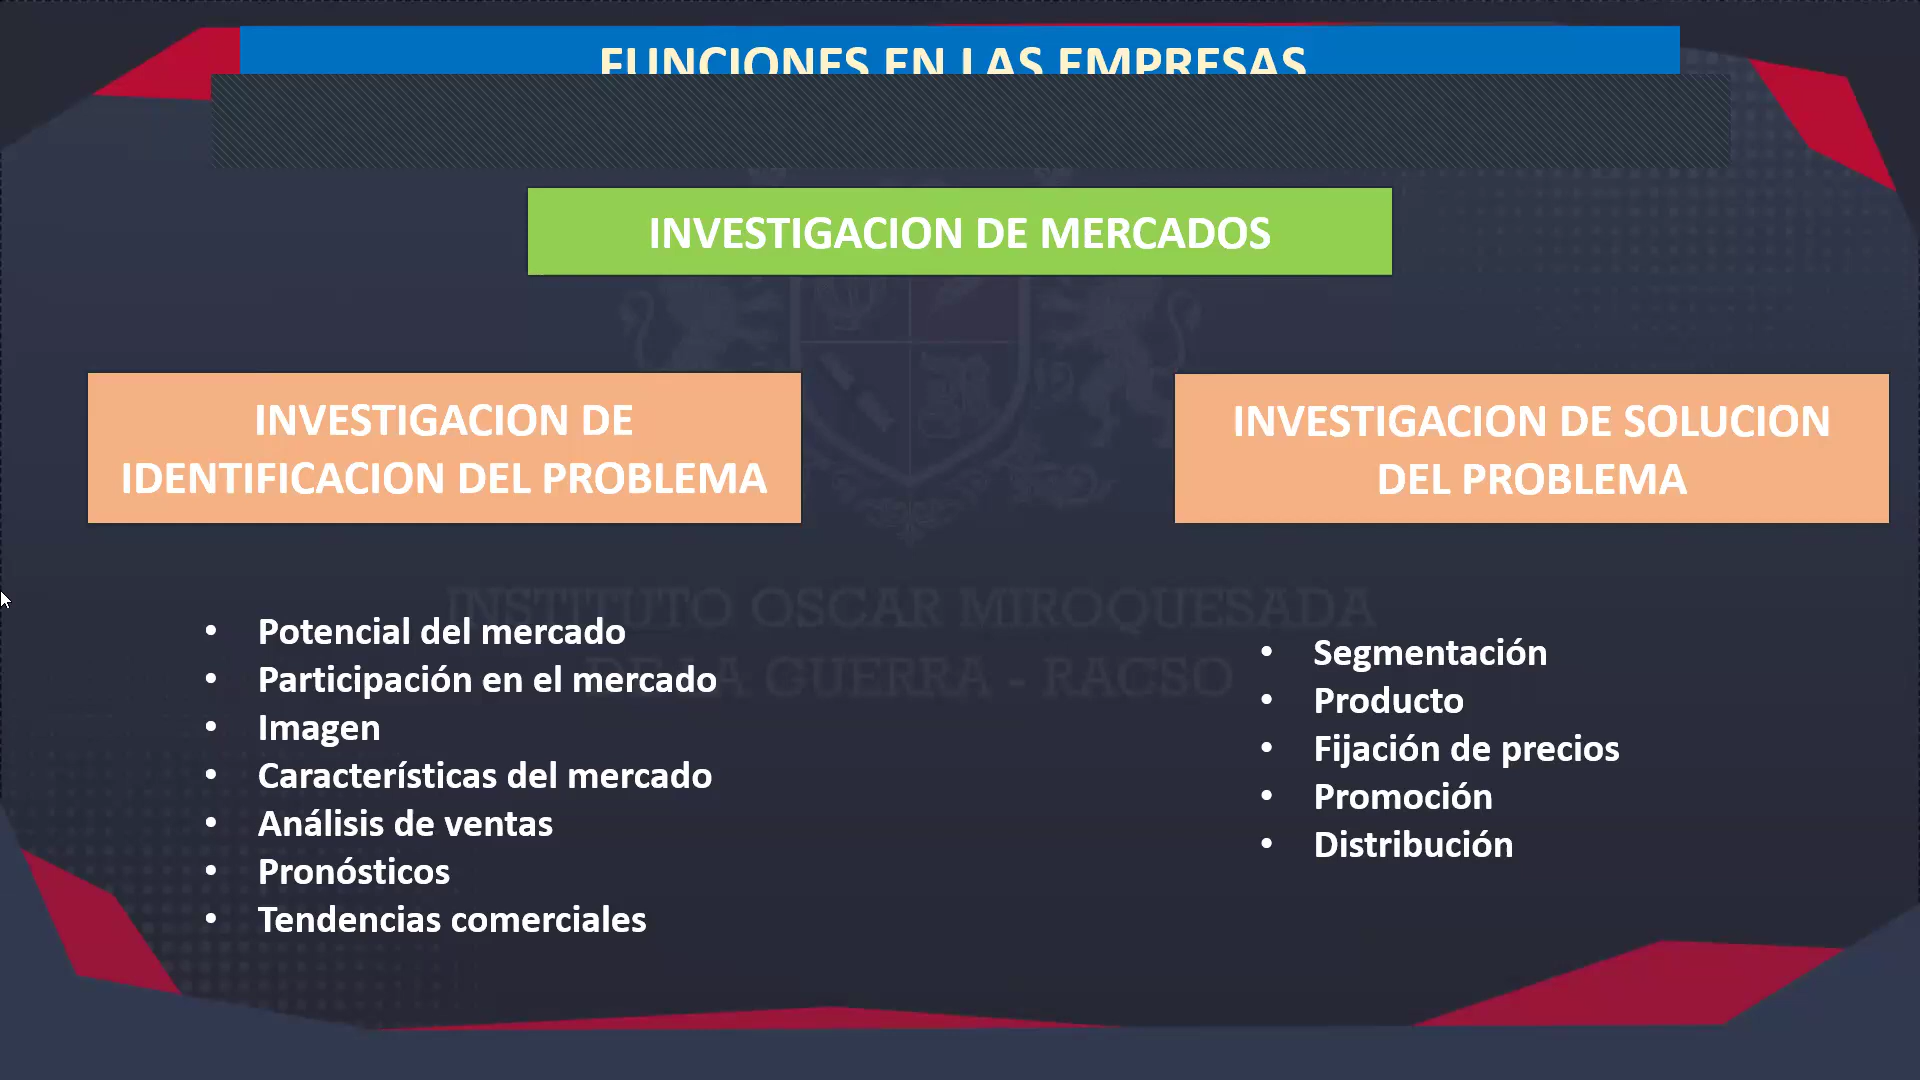 FUNCIONES EN LAS EMPRESAS
INVESTIGACION DE MERCADOS
INVESTIGACION DE
IDENTIFICACION DEL PROBLEMA
• Potencial del mercado
• Participación en el mercado
• Imagen
• Características del mercado
• Análisis de ventas
• Pronósticos
• Tendencias comerciales
INVESTIGACION DE SOLUCION
DEL PROBLEMA
• Segmentación
• Producto
• Fijación de precios
• Promoción
• Distribución
INSTITUTO OSCAR MIROQUESADA
DE LA GUERRA - RACSO